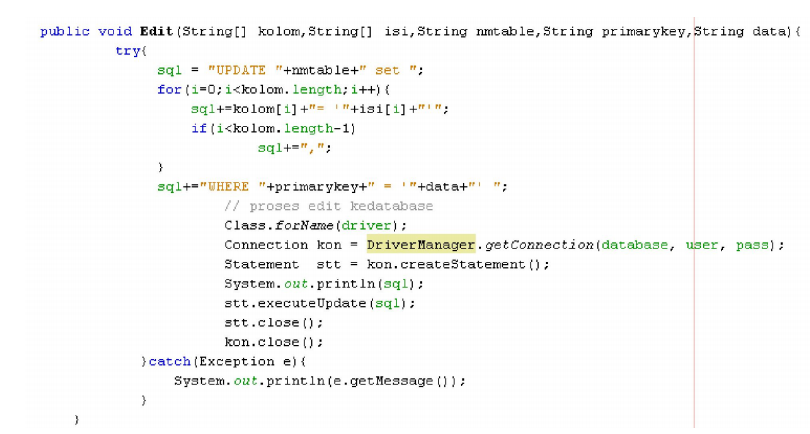 public void Edit(String[] kolom,String[] isi,String nmtable,String primarykey,String data){
try{
sql = "UPDATE "+nmtable+" set ";
for(i=0;i<kolom.length;i++){
sql+=kolom[i]+"= '"+isi[i]+"'";
if(i<kolom.length-1)
sql+=",";
}
sql+="WHERE "+primarykey+" = '"+data+"' ";
// proses edit kedatabase
Class.forName(driver);
Connection kon = DriverManager.getConnection(database, user, pass);
Statement  stt = kon.createStatement();
System.out.println(sql);
stt.executeUpdate(sql);
stt.close();
kon.close();
}catch(Exception e){
System.out.println(e.getMessage());
}
}